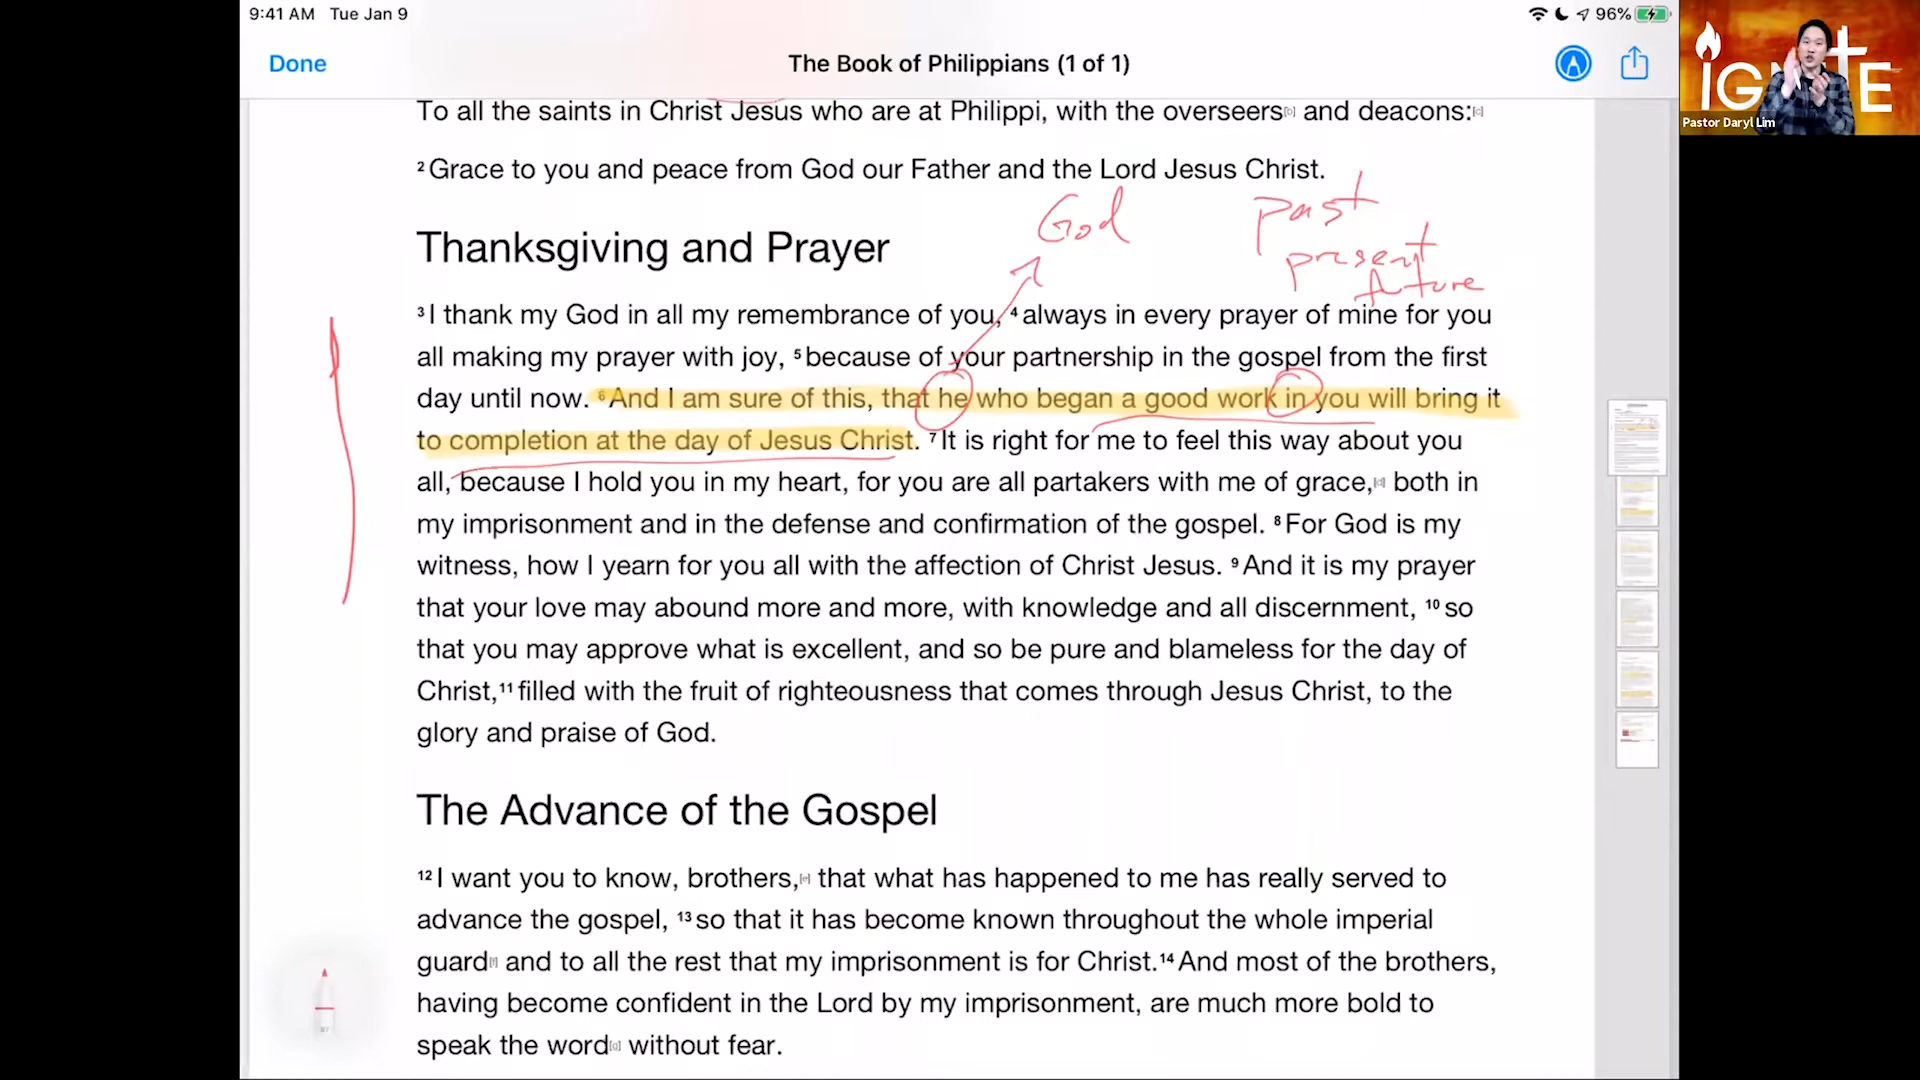 9:41 AM Tue Jan 9
96%
Done
The Book of Philippians (1 of 1)
IGNITE
Pastor Daryl Lim
To all the saints in Christ Jesus who are at Philippi, with the overseers[b] and deacons:[c]
2 Grace to you and peace from God our Father and the Lord Jesus Christ.
God
past
present
future
Thanksgiving and Prayer
3 I thank my God in all my remembrance of you, 4 always in every prayer of mine for you
all making my prayer with joy, 5 because of your partnership in the gospel from the first
day until now. 6 And I am sure of this, that he who began a good work in you will bring it
to completion at the day of Jesus Christ. 7 It is right for me to feel this way about you
all, because I hold you in my heart, for you are all partakers with me of grace,[d] both in
my imprisonment and in the defense and confirmation of the gospel. 8 For God is my
witness, how I yearn for you all with the affection of Christ Jesus. 9 And it is my prayer
that your love may abound more and more, with knowledge and all discernment, 10 so
that you may approve what is excellent, and so be pure and blameless for the day of
Christ, 11 filled with the fruit of righteousness that comes through Jesus Christ, to the
glory and praise of God.
The Advance of the Gospel
12 I want you to know, brothers,[e] that what has happened to me has really served to
advance the gospel, 13 so that it has become known throughout the whole imperial
guard[f] and to all the rest that my imprisonment is for Christ. 14 And most of the brothers,
having become confident in the Lord by my imprisonment, are much more bold to
speak the word[g] without fear.